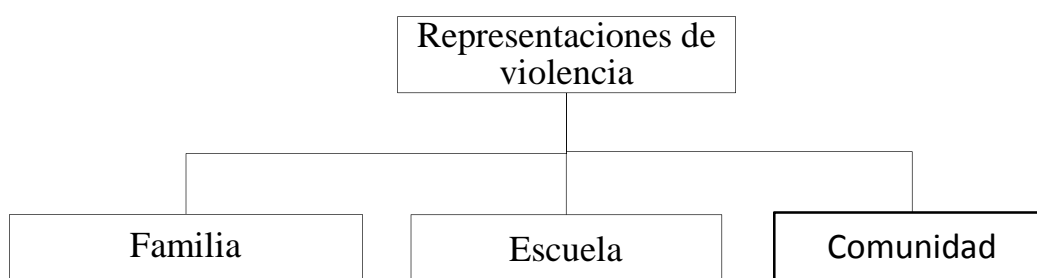 Representaciones de
violencia
Familia
Escuela
Comunidad